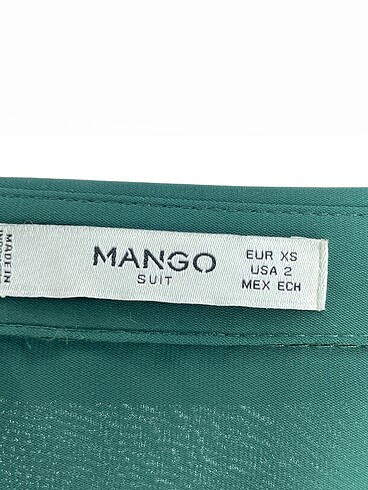 MADE IN
MANGO
SUIT
EUR XS
USA 2
MEX ECH